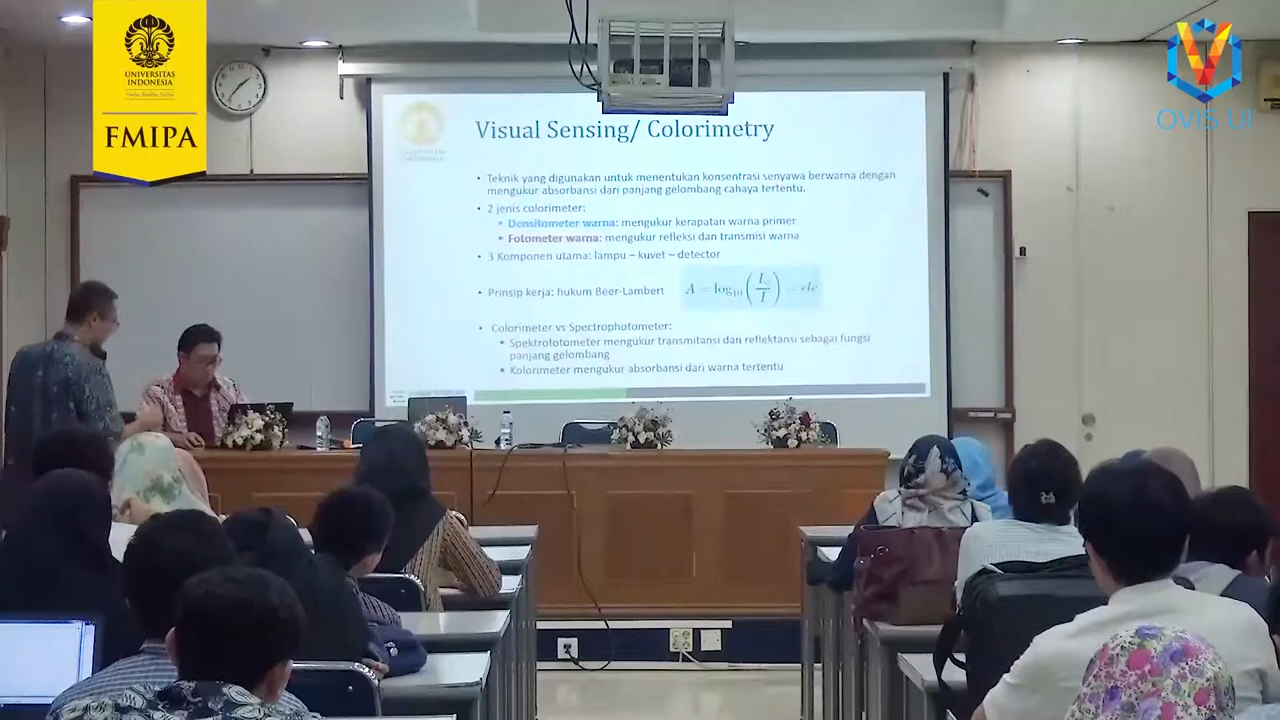 UNIVERSITAS
INDONESIA
FMIPA
OVIS UI
Visual Sensing/ Colorimetry
• Teknik yang digunakan untuk menentukan konsentrasi senyawa berwarna dengan
mengukur absorbansi dari panjang gelombang cahaya tertentu.
• 2 jenis colorimeter:
• Densitometer warna: mengukur kerapatan warna primer
• Fotometer warna: mengukur refleksi dan transmisi warna
• 3 Komponen utama: lampu – kuvet – detector
• Prinsip kerja: hukum Beer-Lambert
A = log₁₀(I₀/I) = εlc
• Colorimeter vs Spectrophotometer:
• Spektrofotometer mengukur transmitansi dan reflektansi sebagai fungsi
panjang gelombang
• Kolorimeter mengukur absorbansi dari warna tertentu